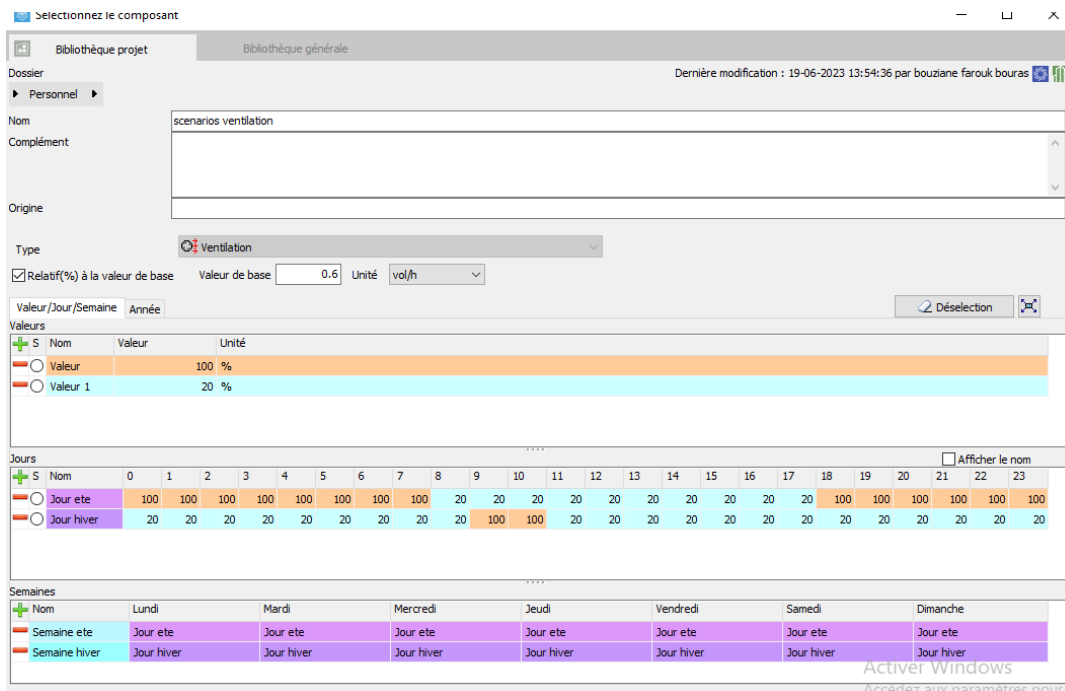 Sélectionnez le composant
Bibliothèque projet Bibliothèque générale
Dossier Dernière modification : 19-06-2023 13:54:36 par bouziane farouk bouras
Personnel
Nom scenarios ventilation
Complément
Origine
Type Ventilation
Relatif(%) à la valeur de base Valeur de base 0.6 Unité vol/h
Valeur/Jour/Semaine Année Déselection
Valeurs
S Nom Valeur Unité
Valeur 100 %
Valeur 1 20 %
Jours Afficher le nom
S Nom 0 1 2 3 4 5 6 7 8 9 10 11 12 13 14 15 16 17 18 19 20 21 22 23
Jour ete 100 100 100 100 100 100 100 100 20 20 20 20 20 20 20 20 20 20 100 100 100 100 100 100
Jour hiver 20 20 20 20 20 20 20 20 20 100 100 20 20 20 20 20 20 20 20 20 20 20 20 20
Semaines
Nom Lundi Mardi Mercredi Jeudi Vendredi Samedi Dimanche
Semaine ete Jour ete Jour ete Jour ete Jour ete Jour ete Jour ete Jour ete
Semaine hiver Jour hiver Jour hiver Jour hiver Jour hiver Jour hiver Jour hiver Jour hiver
Activer Windows
Accédez aux paramètres pour